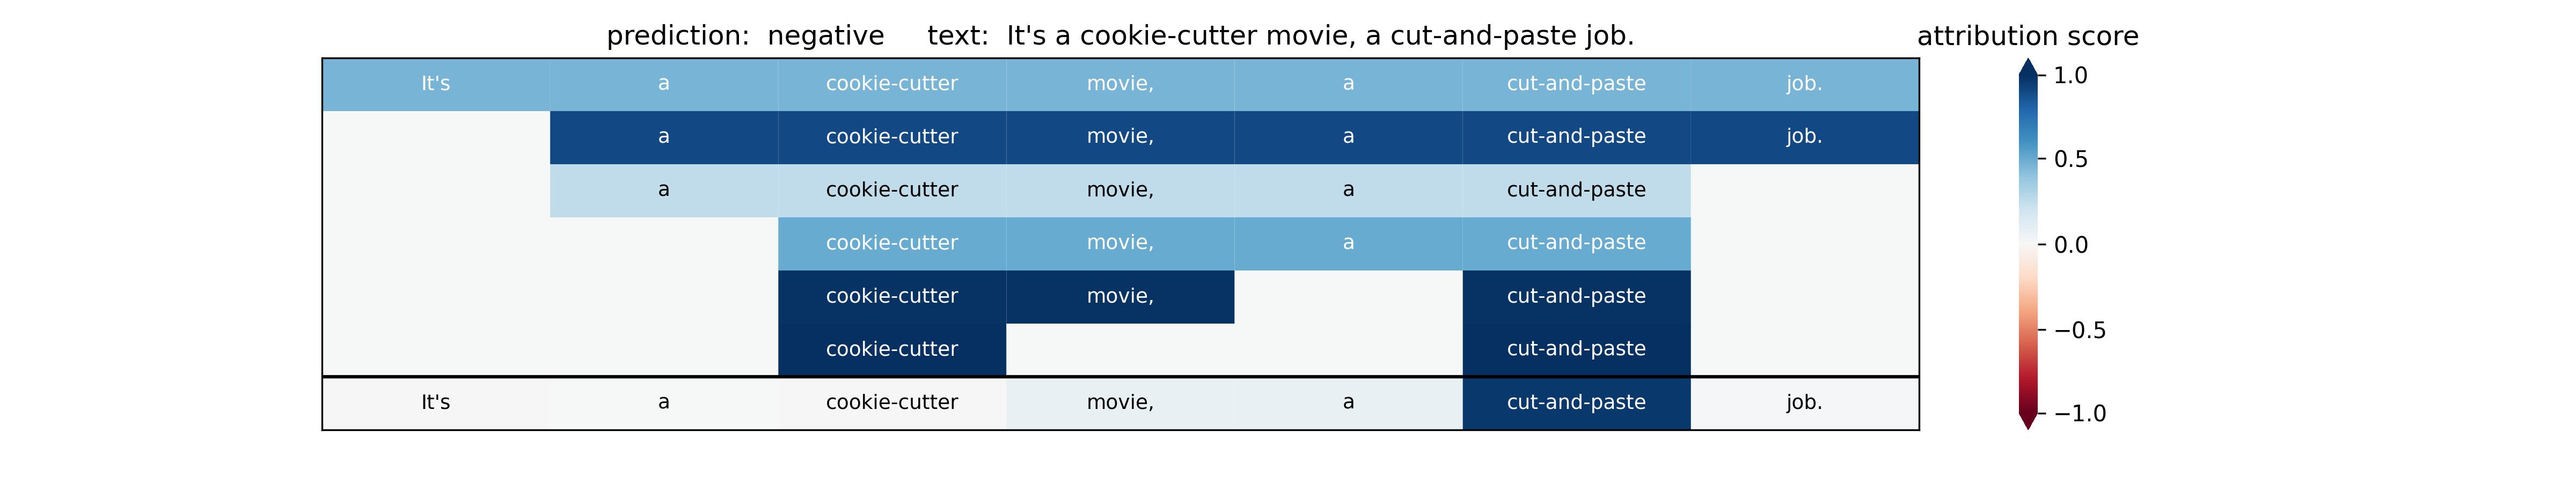 prediction: negative text: It's a cookie-cutter movie, a cut-and-paste job.
attribution score
It's a cookie-cutter movie, a cut-and-paste job.
a cookie-cutter movie, a cut-and-paste job.
a cookie-cutter movie, a cut-and-paste
cookie-cutter movie, a cut-and-paste
cookie-cutter movie, cut-and-paste
cookie-cutter cut-and-paste
It's a cookie-cutter movie, a cut-and-paste job.
1.0
0.5
0.0
−0.5
−1.0